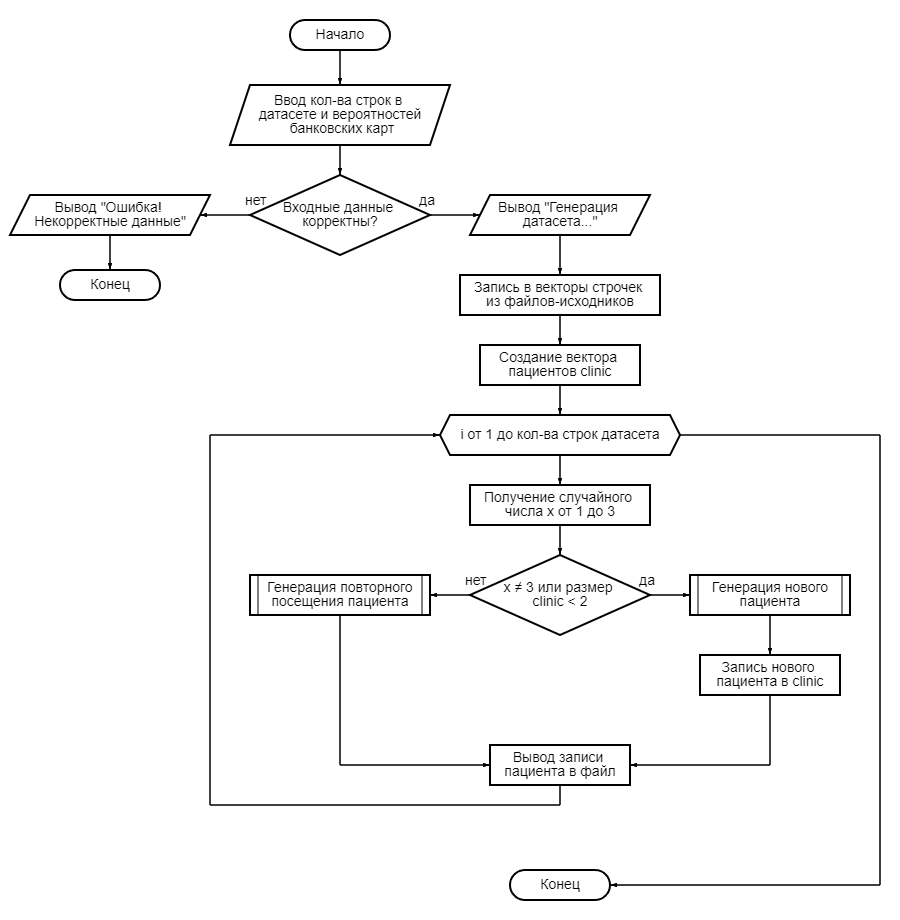 Начало
Ввод кол-ва строк в
датасете и вероятностей
банковских карт
нет
Входные данные
корректны?
да
Вывод "Ошибка!
Некорректные данные"
Вывод "Генерация
датасета..."
Конец
Запись в векторы строчек
из файлов-исходников
Создание вектора
пациентов clinic
i от 1 до кол-ва строк датасета
Получение случайного
числа x от 1 до 3
нет
x ≠ 3 или размер
clinic < 2
да
Генерация повторного
посещения пациента
Генерация нового
пациента
Запись нового
пациента в clinic
Вывод записи
пациента в файл
Конец